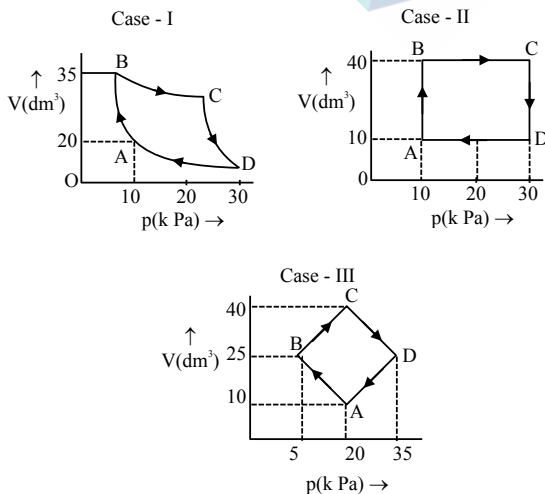 Case - I
B
35
C
↑
V(dm³)
20
A
D
O
10
20
30
p(k Pa) →
Case - II
B
C
40
↑
V(dm³)
10
A
D
0
10
20
30
p(k Pa) →
Case - III
C
40
B
↑
V(dm³)
25
D
10
A
5
20
35
p(k Pa) →